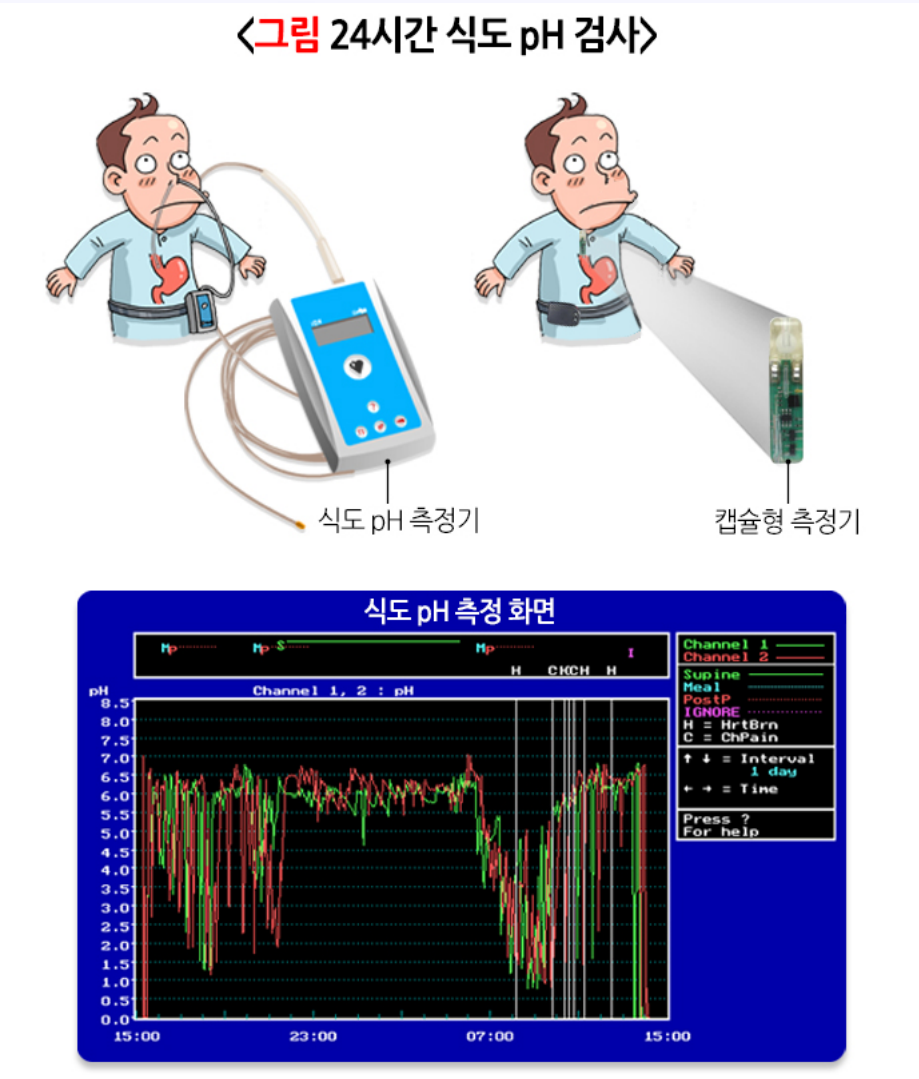 <그림 24시간 식도 pH 검사>
식도 pH 측정기
캡슐형 측정기
식도 pH 측정 화면
Mp Mp S Mp I
H CHCCH H
pH Channel 1, 2 : pH
8.5
8.0
7.5
7.0
6.5
6.0
5.5
5.0
4.5
4.0
3.5
3.0
2.5
2.0
1.5
1.0
0.5
0.0
15:00 23:00 07:00 15:00
Channel 1
Channel 2
Supine
Meal
PostP
IGNORE
H = HrtBrn
C = ChPain
↑ ↓ = Interval
1 day
← → = Time
Press ?
For help